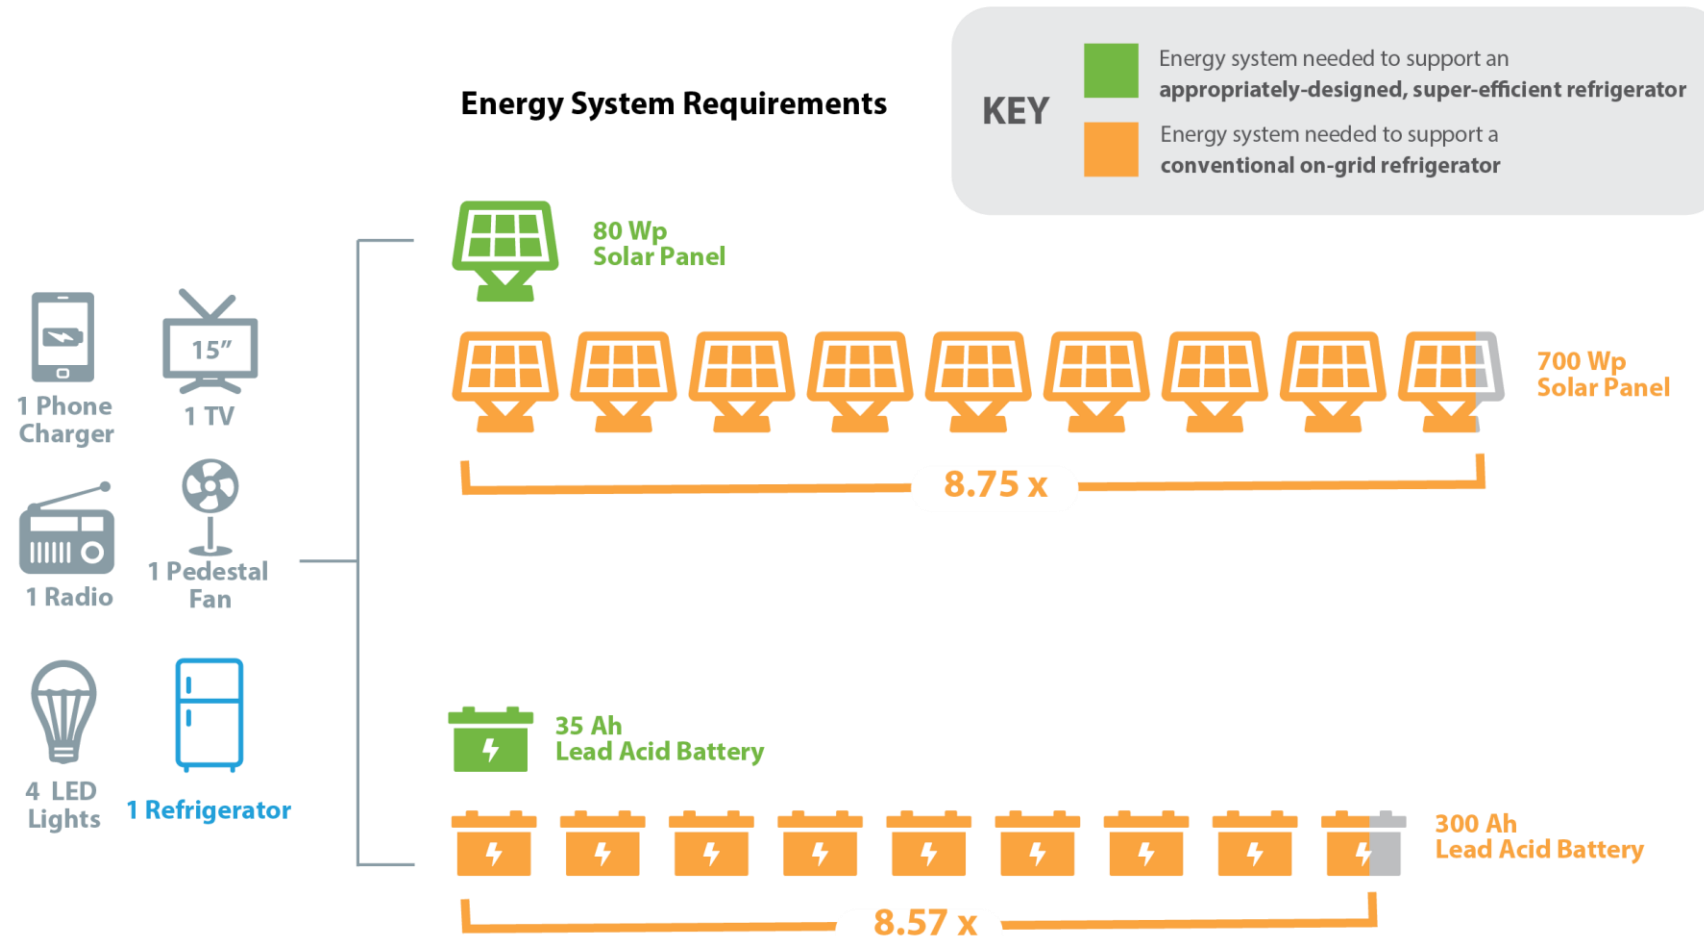 Energy System Requirements
KEY
Energy system needed to support an
appropriately-designed, super-efficient refrigerator
Energy system needed to support a
conventional on-grid refrigerator
80 Wp
Solar Panel
700 Wp
Solar Panel
8.75 x
15”
1 Phone
Charger
1 TV
1 Radio
1 Pedestal
Fan
4 LED
Lights
1 Refrigerator
35 Ah
Lead Acid Battery
300 Ah
Lead Acid Battery
8.57 x